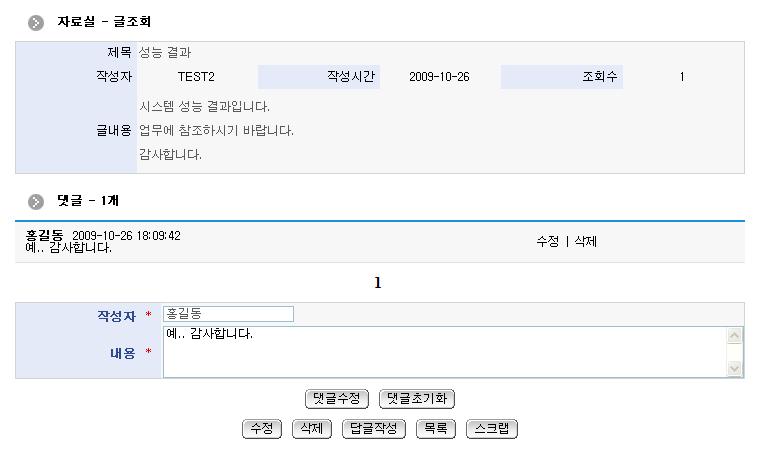 자료실 - 글조회
제목 성능 결과
작성자 TEST2 작성시간 2009-10-26 조회수 1
시스템 성능 결과입니다.
글내용 업무에 참조하시기 바랍니다.
감사합니다.
댓글 - 1개
홍길동 2009-10-26 18:09:42
예.. 감사합니다.
수정 | 삭제
1
작성자 * 홍길동
내용 * 예.. 감사합니다.
댓글수정 댓글초기화
수정 삭제 답글작성 목록 스크랩